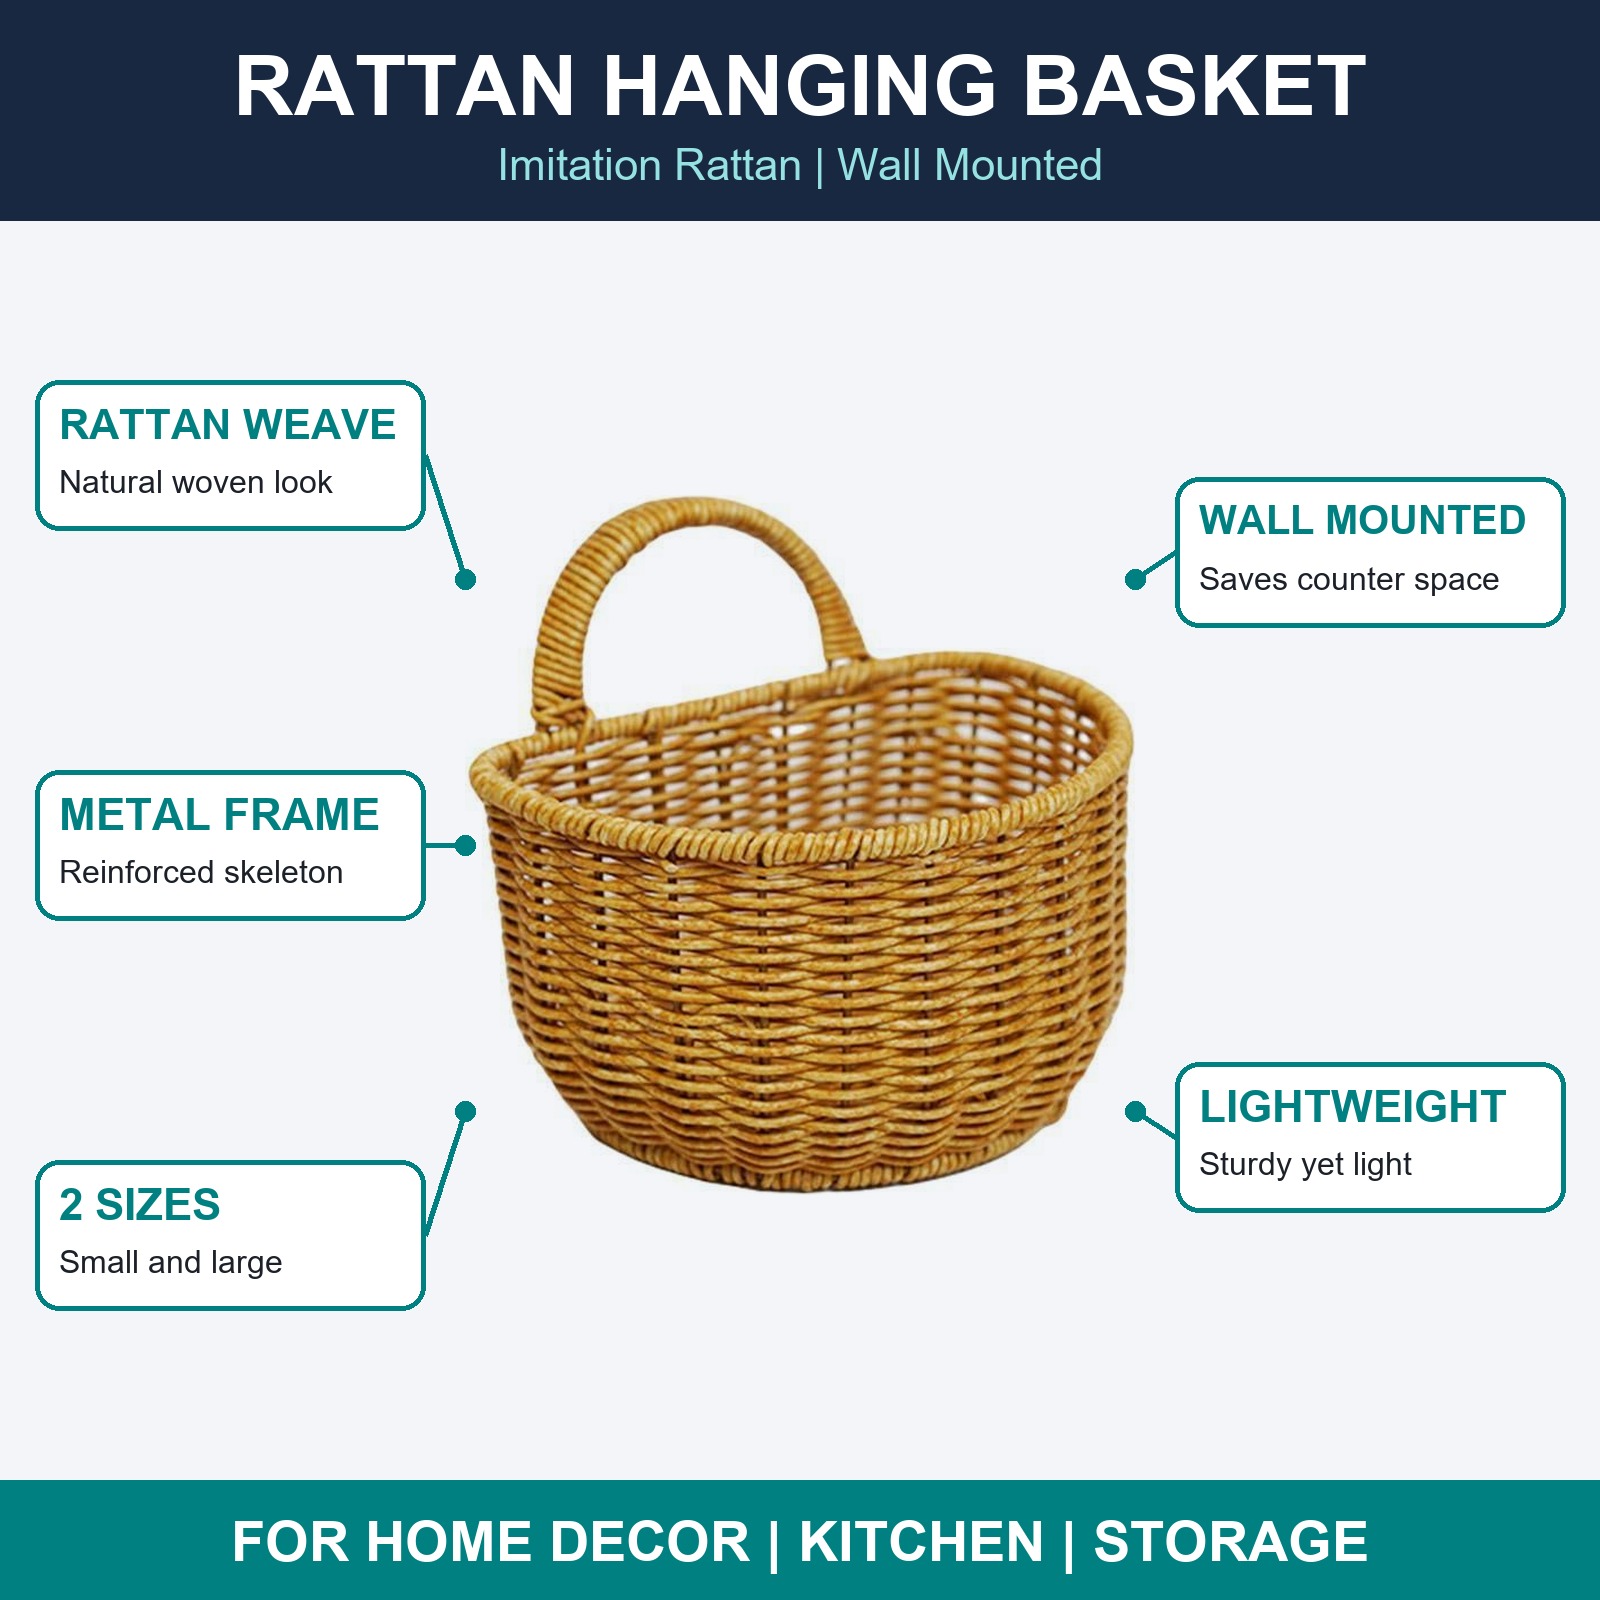 RATTAN HANGING BASKET
Imitation Rattan | Wall Mounted
RATTAN WEAVE
Natural woven look
WALL MOUNTED
Saves counter space
METAL FRAME
Reinforced skeleton
LIGHTWEIGHT
Sturdy yet light
2 SIZES
Small and large
FOR HOME DECOR | KITCHEN | STORAGE